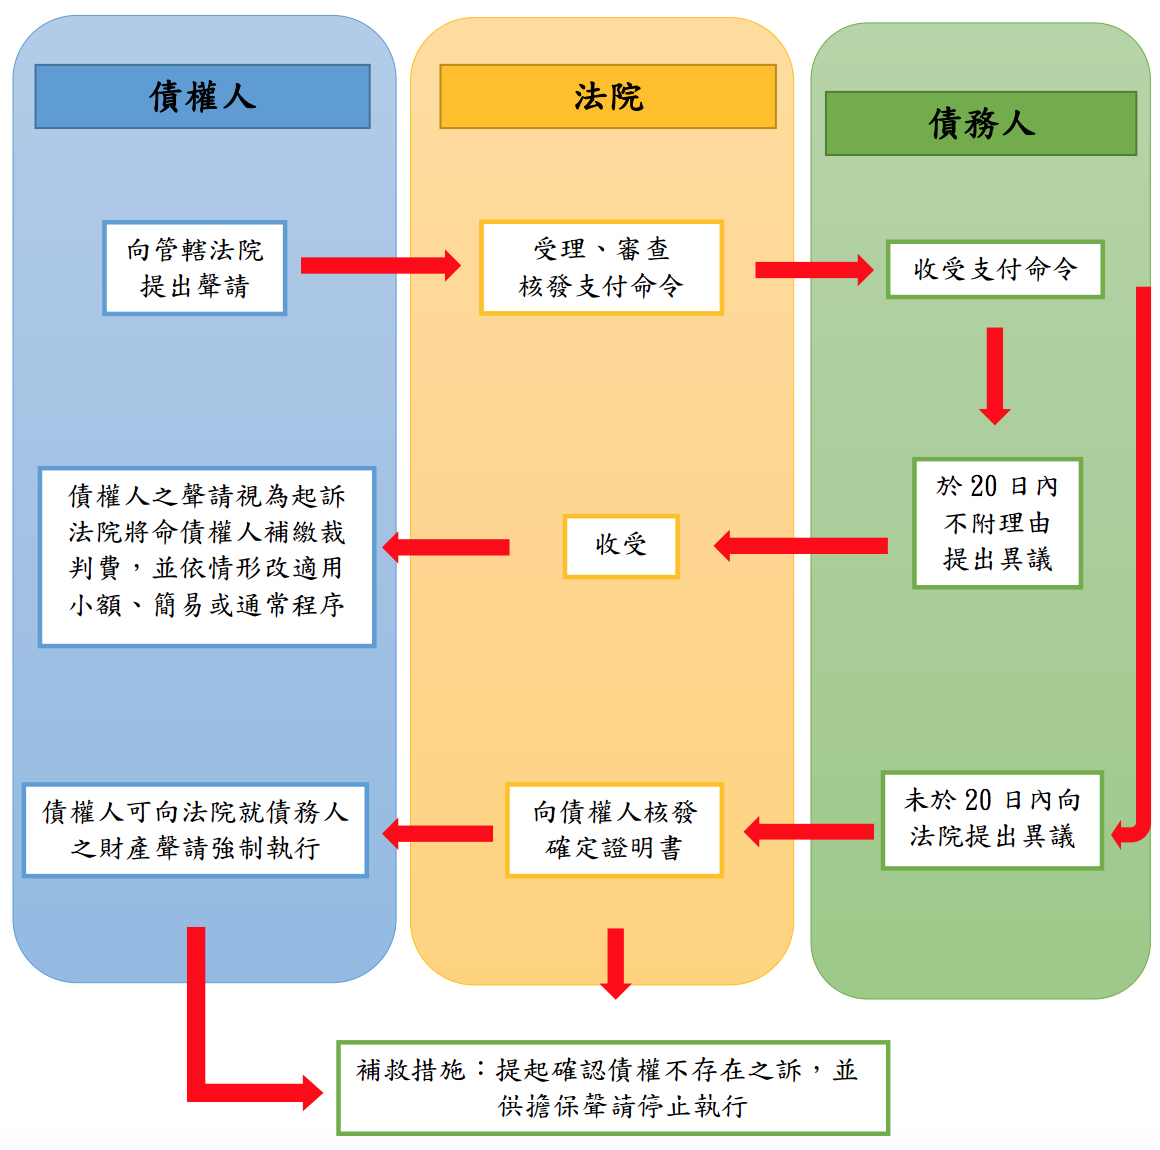 債權人
法院
債務人
向管轄法院
提出聲請
受理、審查
核發支付命令
收受支付命令
債權人之聲請視為起訴
法院將命債權人補繳裁
判費，並依情形改適用
小額、簡易或通常程序
收受
於 20 日內
不附理由
提出異議
債權人可向法院就債務人
之財產聲請強制執行
向債權人核發
確定證明書
未於 20 日內向
法院提出異議
補救措施：提起確認債權不存在之訴，並
供擔保聲請停止執行